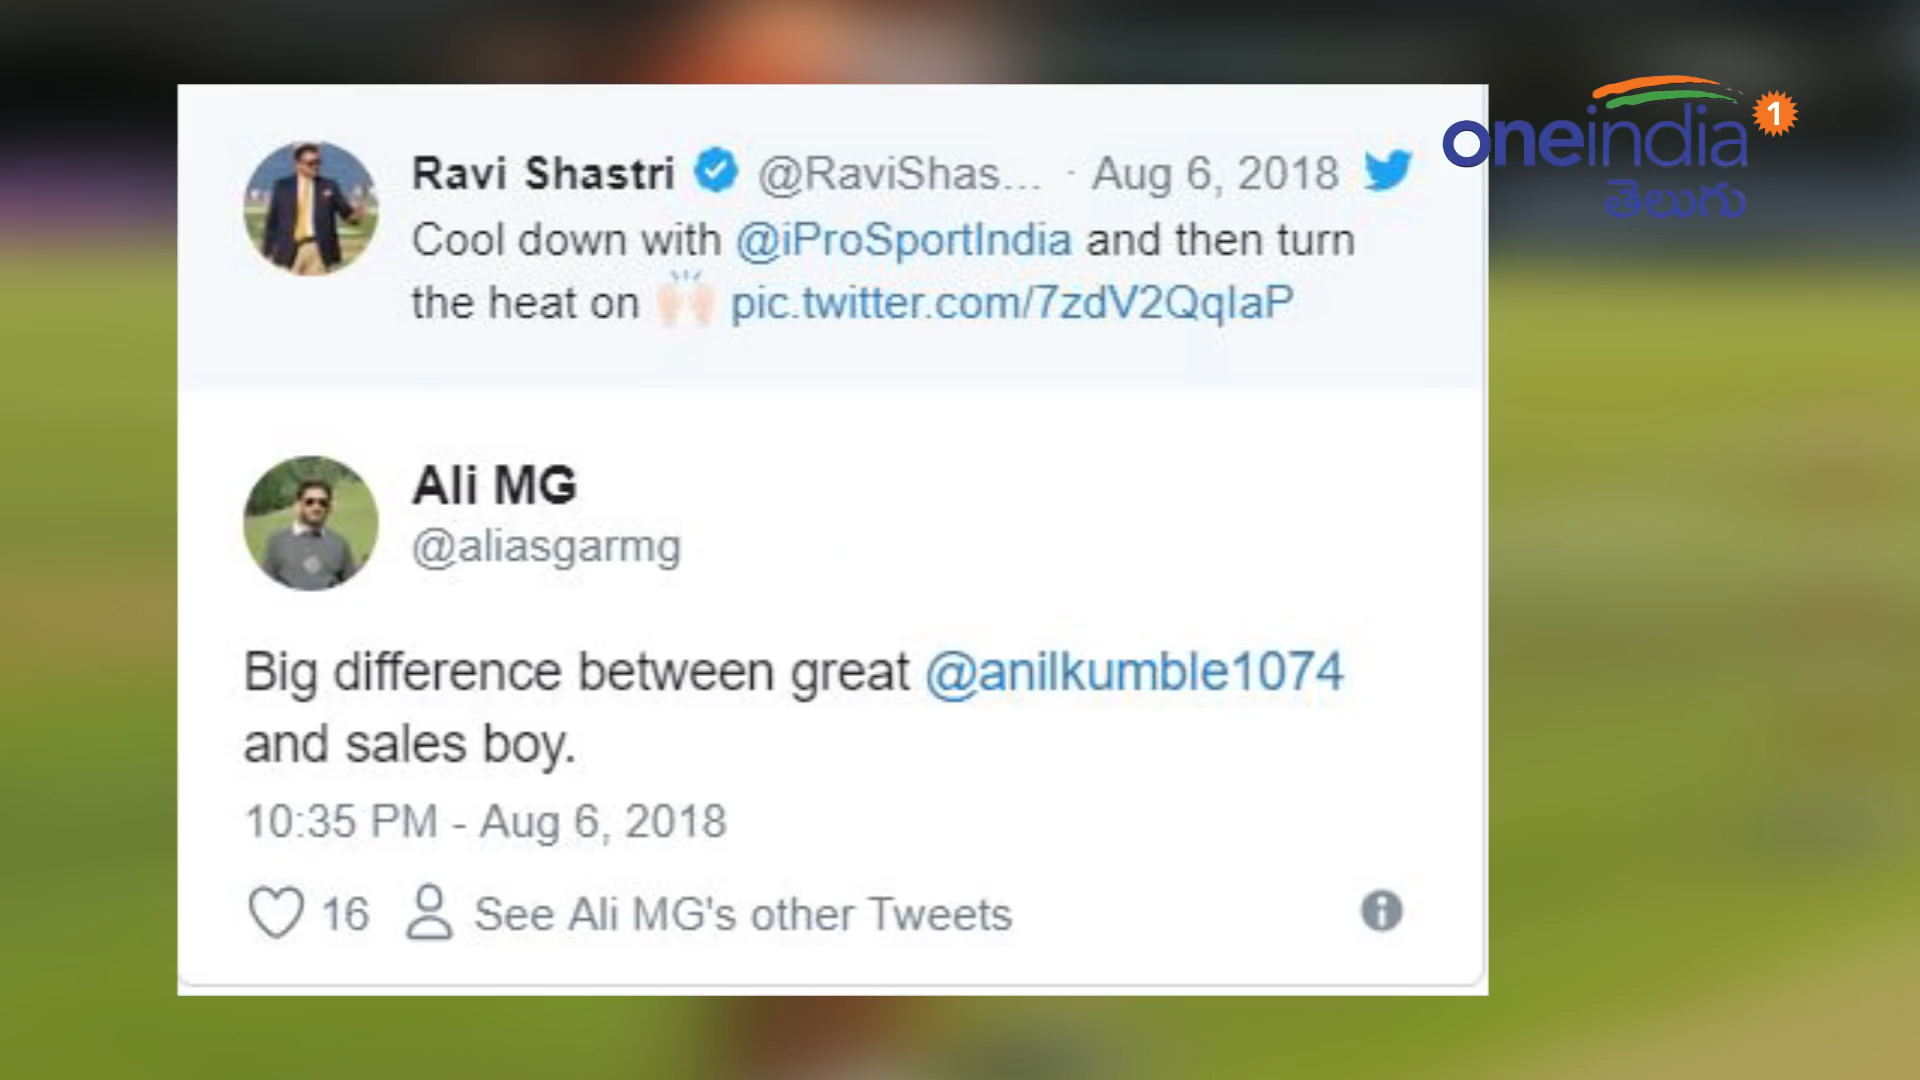 Ravi Shastri @RaviShas... · Aug 6, 2018
Cool down with @iProSportIndia and then turn
the heat on 🙌🏻 pic.twitter.com/7zdV2QqIaP
oneindia 1
తెలుగు
Ali MG
@aliasgarmg
Big difference between great @anilkumble1074
and sales boy.
10:35 PM - Aug 6, 2018
16 See Ali MG's other Tweets